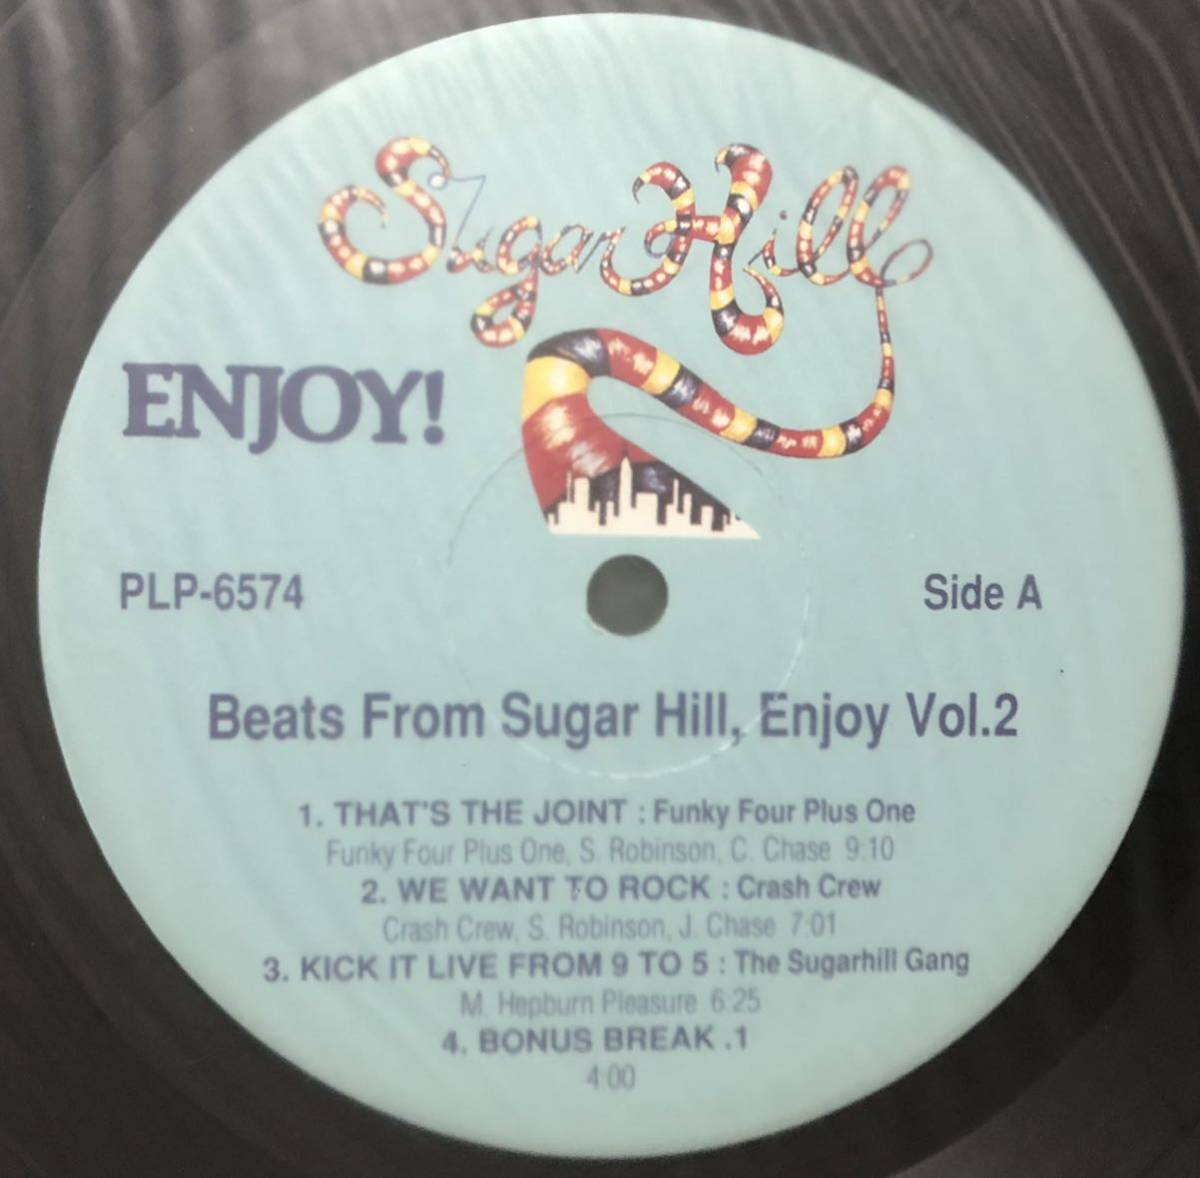 Sugar Hill
ENJOY!
PLP-6574
Side A
Beats From Sugar Hill, Enjoy Vol.2
1. THAT'S THE JOINT : Funky Four Plus One
Funky Four Plus One, S. Robinson, C. Chase 9:10
2. WE WANT TO ROCK : Crash Crew
Crash Crew, S. Robinson, J. Chase 7:01
3. KICK IT LIVE FROM 9 TO 5 : The Sugarhill Gang
M. Hepburn Pleasure 6:25
4. BONUS BREAK .1
4:00